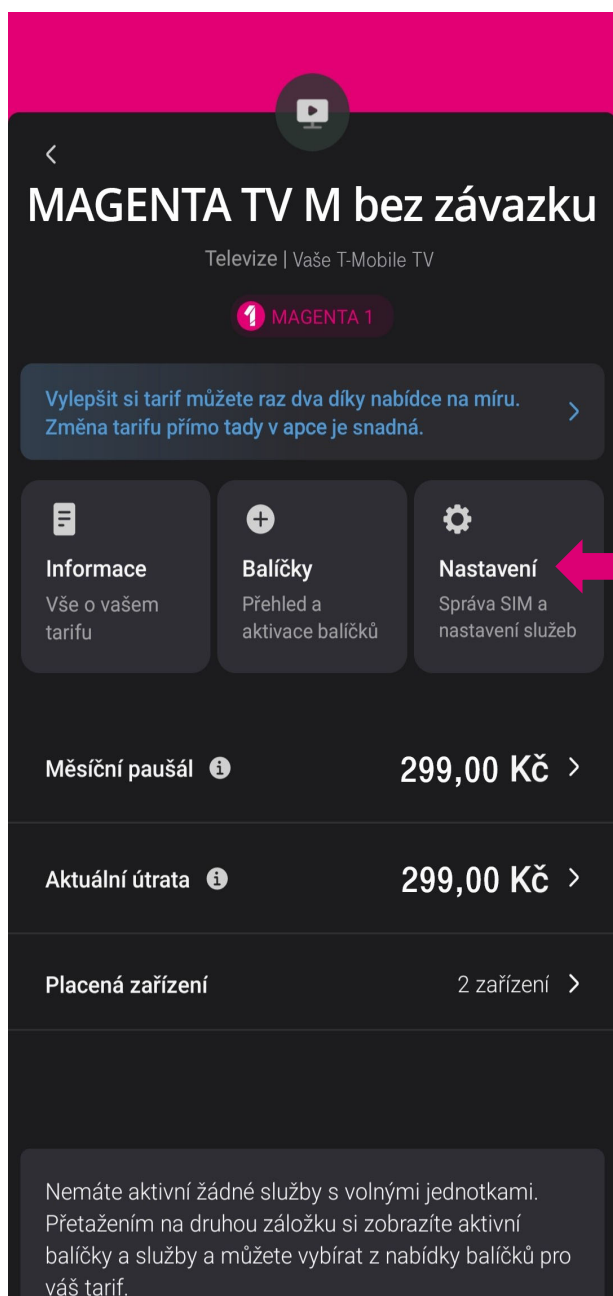 MAGENTA TV M bez závazku
Televize | Vaše T-Mobile TV
MAGENTA 1
Vylepšit si tarif můžete raz dva díky nabídce na míru.
Změna tarifu přímo tady v apce je snadná.
Informace
Vše o vašem
tarifu
Balíčky
Přehled a
aktivace balíčků
Nastavení
Správa SIM a
nastavení služeb
Měsíční paušál
299,00 Kč
Aktuální útrata
299,00 Kč
Placená zařízení
2 zařízení
Nemáte aktivní žádné služby s volnými jednotkami.
Přetažením na druhou záložku si zobrazíte aktivní
balíčky a služby a můžete vybírat z nabídky balíčků pro
váš tarif.